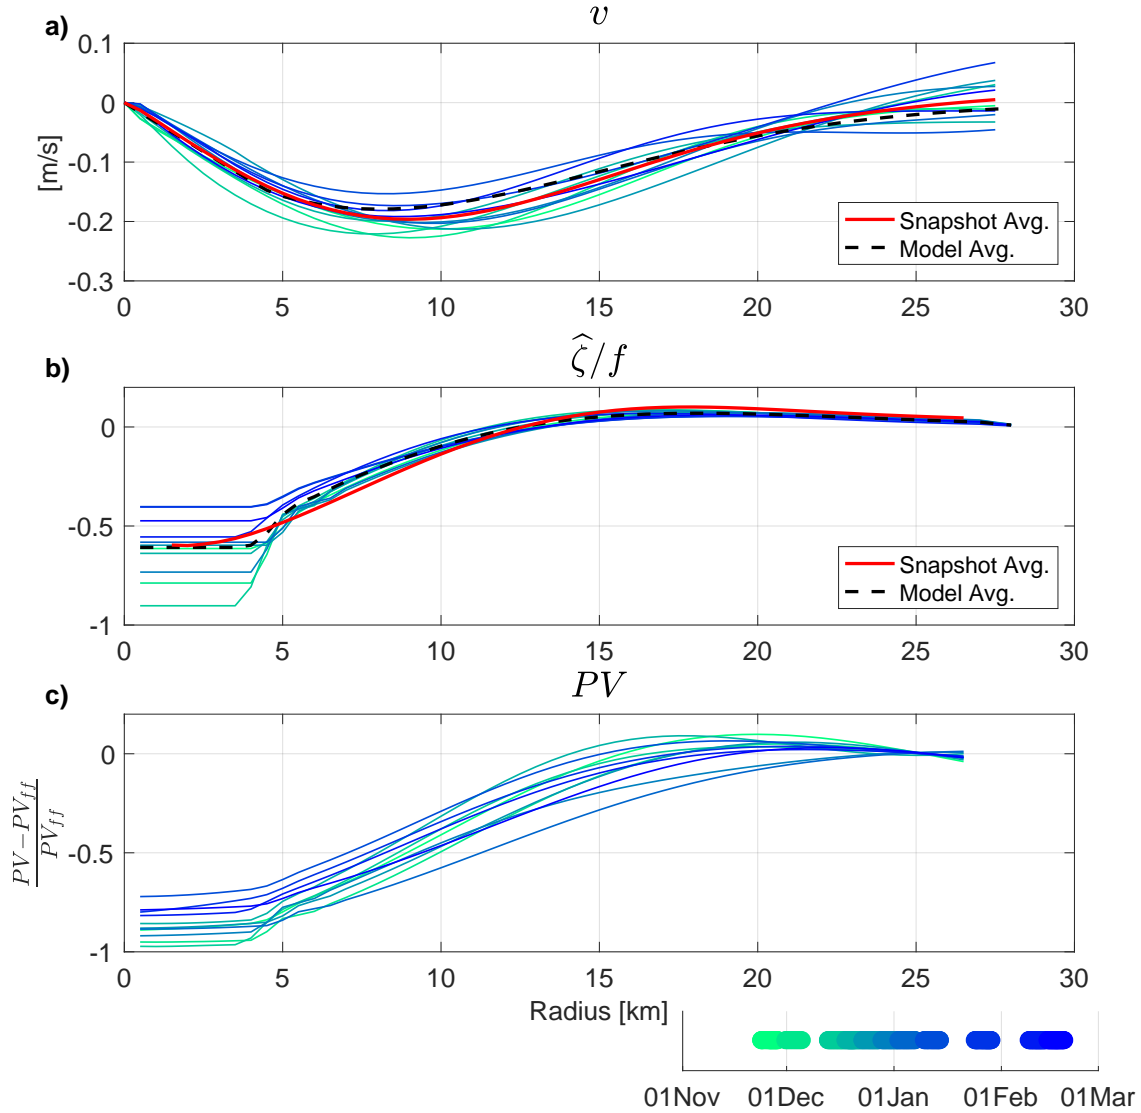 a)
v
0.1
0
-0.1
-0.2
-0.3
[m/s]
Snapshot Avg.
Model Avg.
0 5 10 15 20 25 30
b)
ζ̂/f
0
-0.5
-1
Snapshot Avg.
Model Avg.
0 5 10 15 20 25 30
c)
PV
0
-0.5
-1
PV−PV_ff
PV_ff
0 5 10 15 20 25 30
Radius [km]
01Nov 01Dec 01Jan 01Feb 01Mar